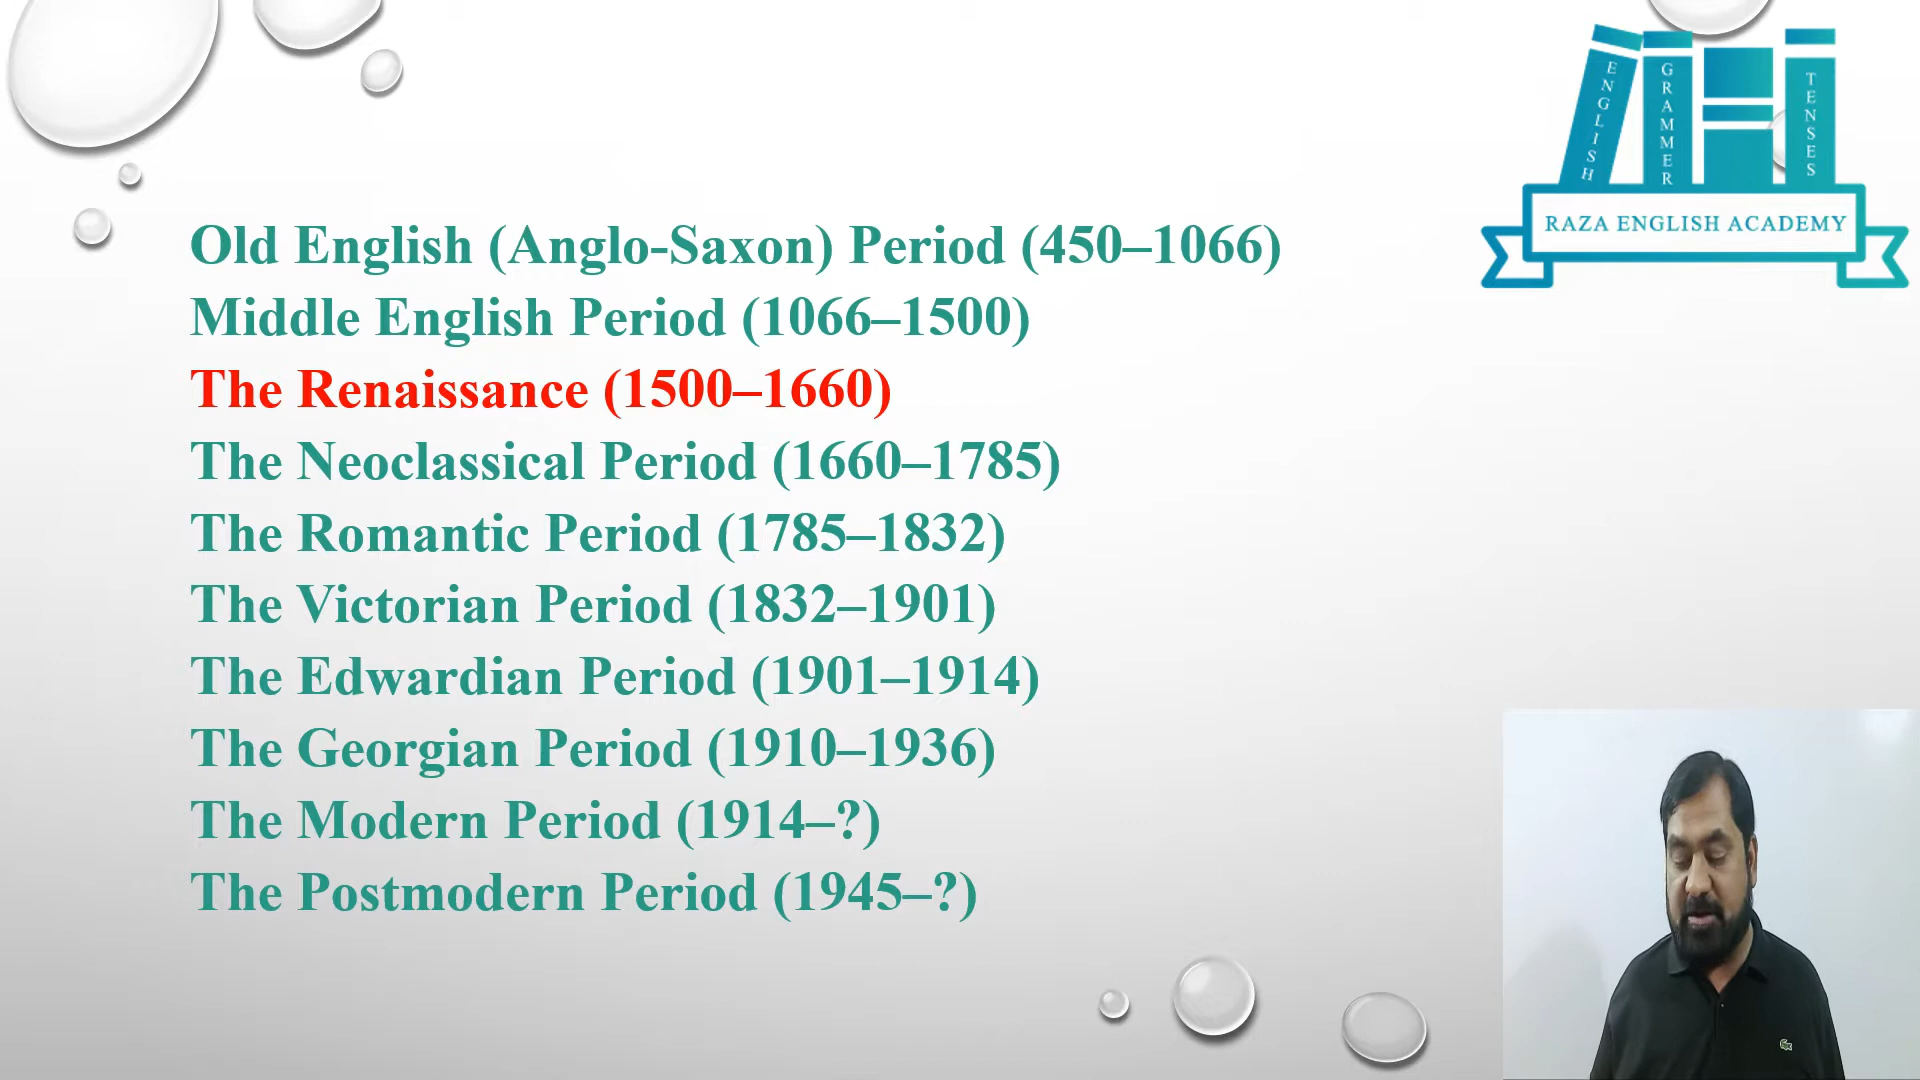 ENGLISH
GRAMMER
TENSES
RAZA ENGLISH ACADEMY
Old English (Anglo-Saxon) Period (450–1066)
Middle English Period (1066–1500)
The Renaissance (1500–1660)
The Neoclassical Period (1660–1785)
The Romantic Period (1785–1832)
The Victorian Period (1832–1901)
The Edwardian Period (1901–1914)
The Georgian Period (1910–1936)
The Modern Period (1914–?)
The Postmodern Period (1945–?)